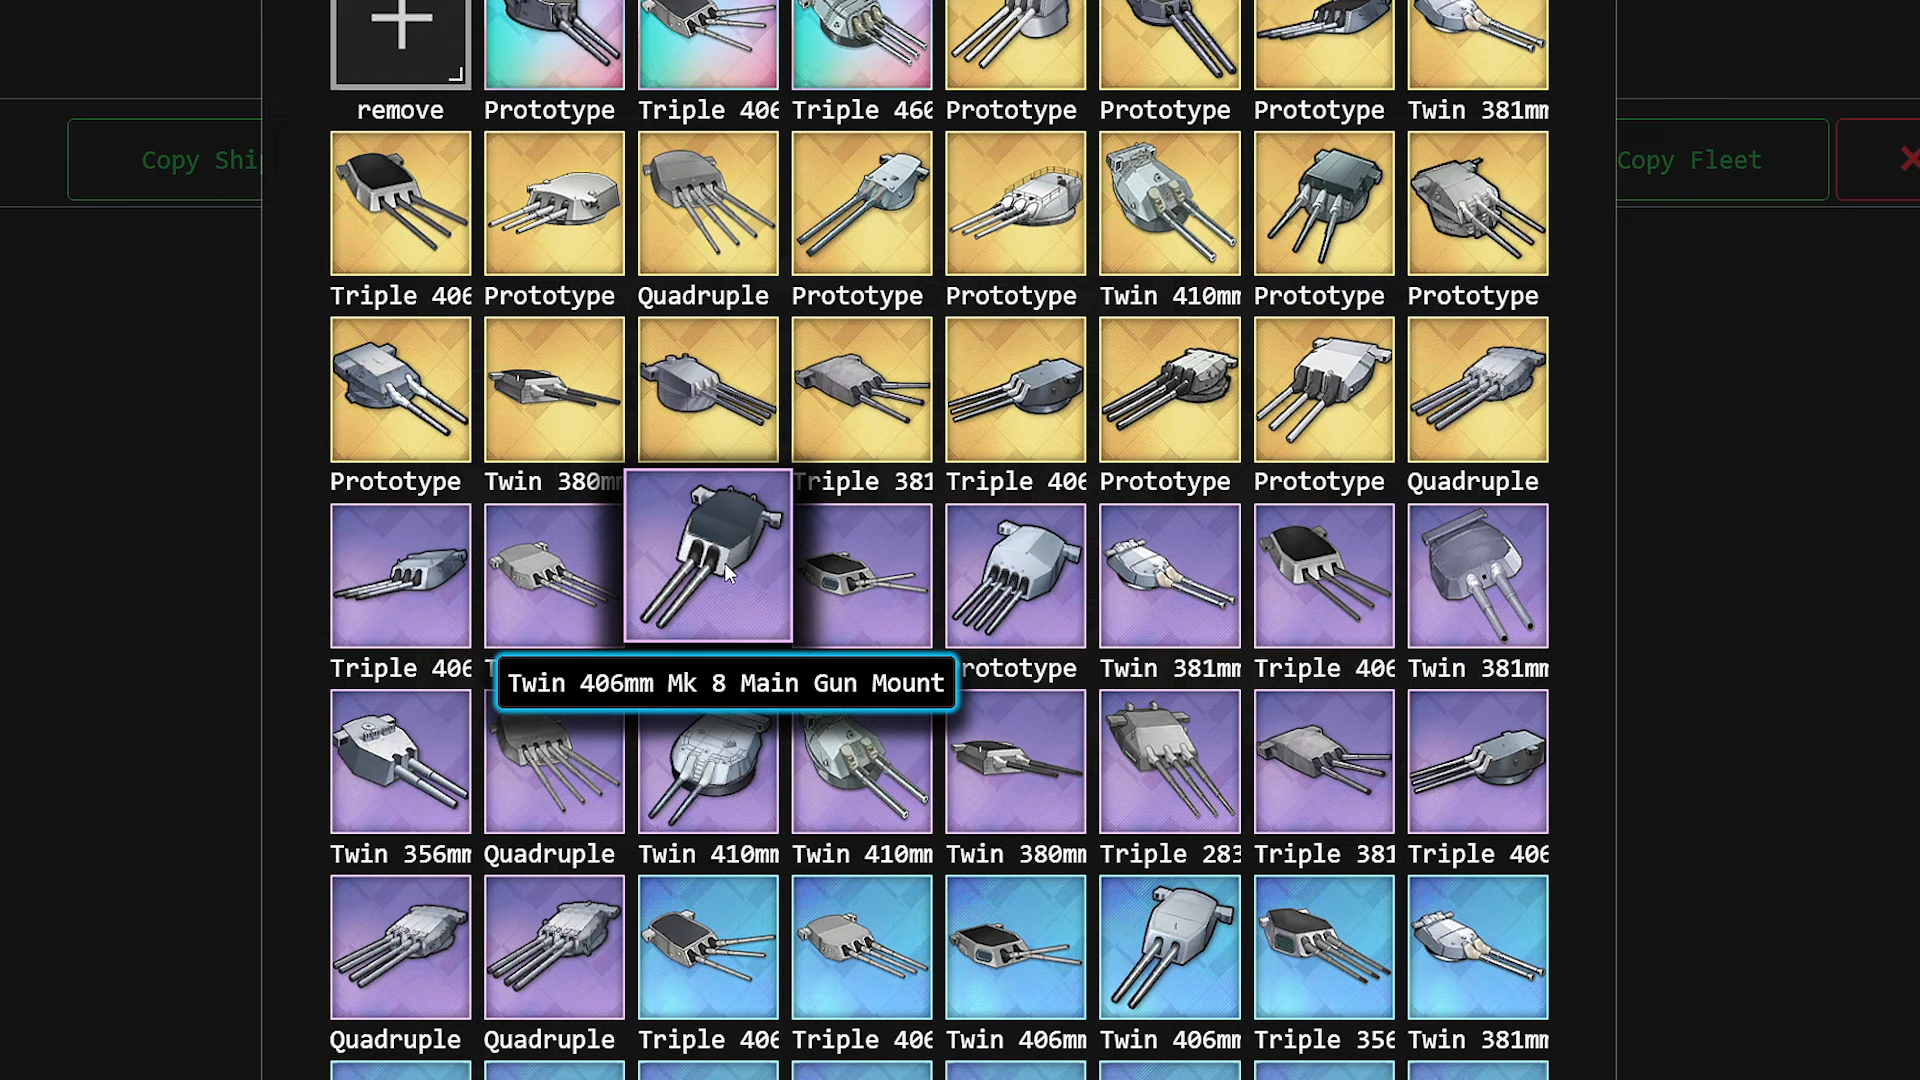 remove Prototype Triple 406 Triple 460 Prototype Prototype Prototype Twin 381mm
Copy Ship
Copy Fleet
Triple 406 Prototype Quadruple Prototype Prototype Twin 410mm Prototype Prototype
Prototype Twin 380mm Triple 381 Triple 406 Prototype Prototype Quadruple
Triple 406 Prototype Twin 381mm Triple 406 Twin 381mm
Twin 406mm Mk 8 Main Gun Mount
Twin 356mm Quadruple Twin 410mm Twin 410mm Twin 380mm Triple 283 Triple 381 Triple 406
Quadruple Quadruple Triple 406 Triple 406 Twin 406mm Twin 406mm Triple 356 Twin 381mm